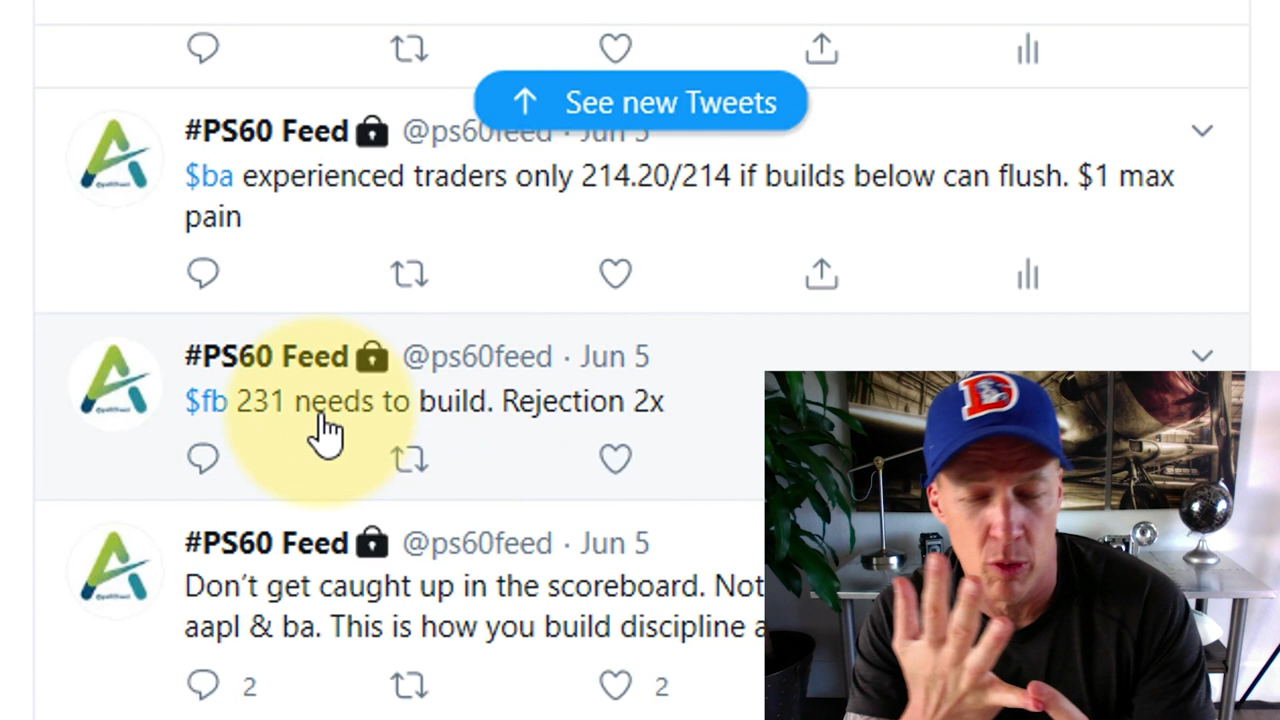 See new Tweets
#PS60 Feed @ps60feed · Jun 5
$ba experienced traders only 214.20/214 if builds below can flush. $1 max
pain
#PS60 Feed @ps60feed · Jun 5
$fb 231 needs to build. Rejection 2x
#PS60 Feed @ps60feed · Jun 5
Don’t get caught up in the scoreboard. Not
aapl & ba. This is how you build discipline a
2 2